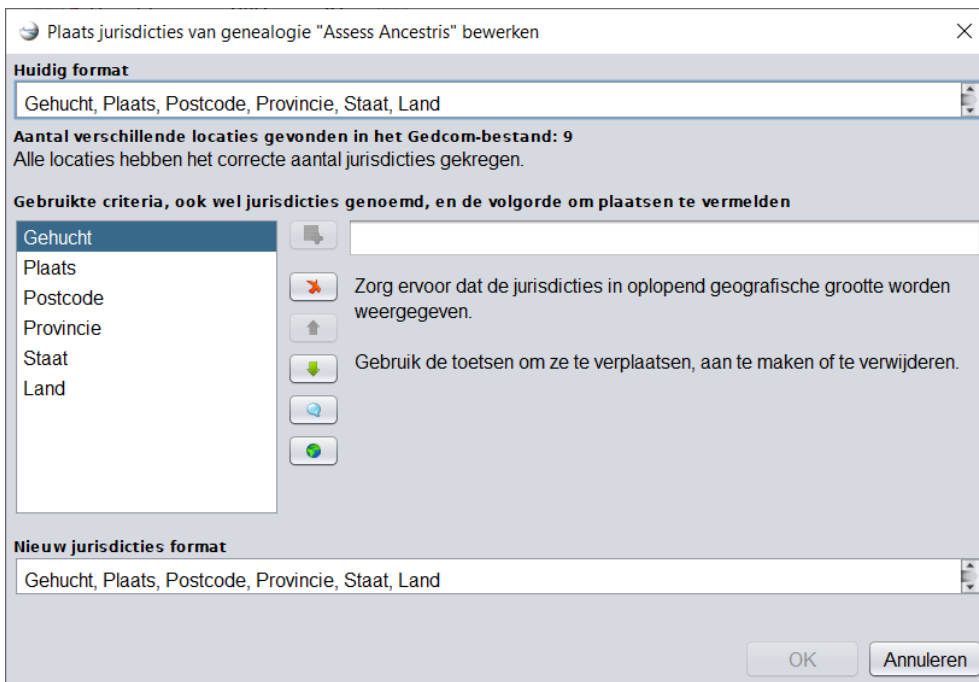 Plaats jurisdicties van genealogie "Assess Ancestris" bewerken
Huidig format
Gehucht, Plaats, Postcode, Provincie, Staat, Land
Aantal verschillende locaties gevonden in het Gedcom-bestand: 9
Alle locaties hebben het correcte aantal jurisdicties gekregen.
Gebruikte criteria, ook wel jurisdicties genoemd, en de volgorde om plaatsen te vermelden
Gehucht
Plaats
Postcode
Provincie
Staat
Land
Zorg ervoor dat de jurisdicties in oplopend geografische grootte worden
weergegeven.
Gebruik de toetsen om ze te verplaatsen, aan te maken of te verwijderen.
Nieuw jurisdicties format
Gehucht, Plaats, Postcode, Provincie, Staat, Land
OK
Annuleren